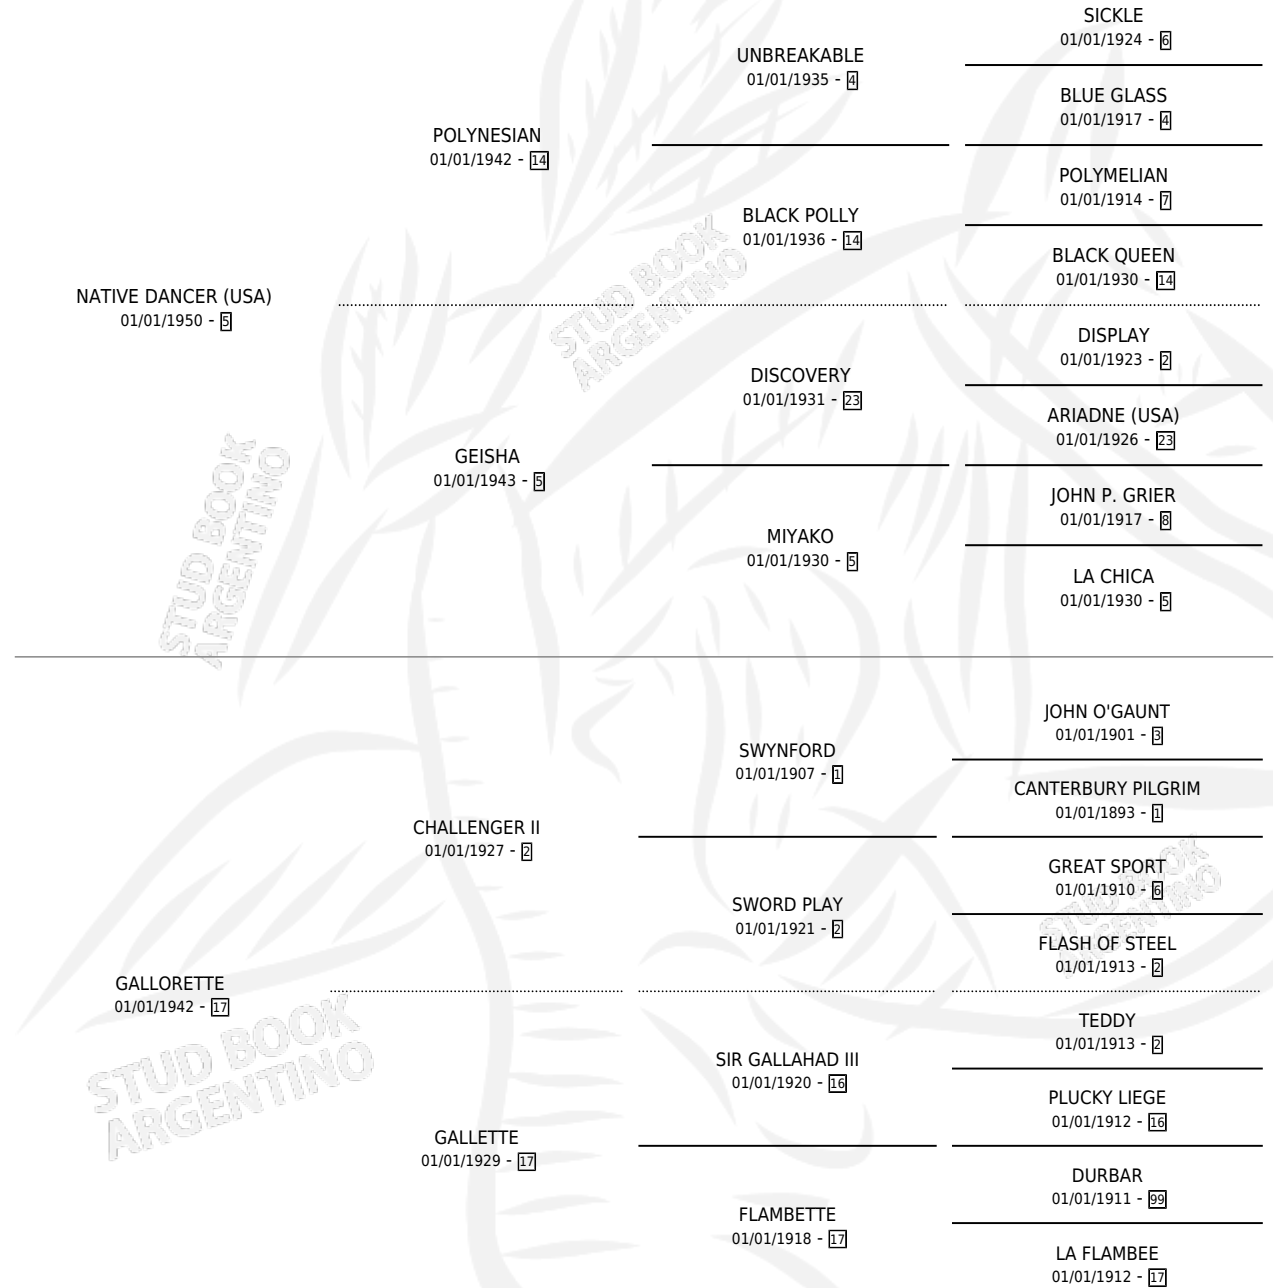 SICKLE
01/01/1924 - 6
UNBREAKABLE
01/01/1935 - 4
BLUE GLASS
01/01/1917 - 4
POLYNESIAN
01/01/1942 - 14
POLYMELIAN
01/01/1914 - 7
BLACK POLLY
01/01/1936 - 14
BLACK QUEEN
01/01/1930 - 14
NATIVE DANCER (USA)
01/01/1950 - 5
STUD BOOK
ARGENTINO
DISPLAY
01/01/1923 - 2
DISCOVERY
01/01/1931 - 23
ARIADNE (USA)
01/01/1926 - 23
GEISHA
01/01/1943 - 5
JOHN P. GRIER
01/01/1917 - 8
MIYAKO
01/01/1930 - 5
LA CHICA
01/01/1930 - 5
STUD BOOK
ARGENTINO
JOHN O'GAUNT
01/01/1901 - 3
SWYNFORD
01/01/1907 - 1
CANTERBURY PILGRIM
01/01/1893 - 1
CHALLENGER II
01/01/1927 - 2
GREAT SPORT
01/01/1910 - 6
SWORD PLAY
01/01/1921 - 2
FLASH OF STEEL
01/01/1913 - 2
STUD BOOK
ARGENTINO
GALLORETTE
01/01/1942 - 17
TEDDY
01/01/1913 - 2
SIR GALLAHAD III
01/01/1920 - 16
PLUCKY LIEGE
01/01/1912 - 16
STUD BOOK
ARGENTINO
GALLETTE
01/01/1929 - 17
DURBAR
01/01/1911 - 99
FLAMBETTE
01/01/1918 - 17
LA FLAMBEE
01/01/1912 - 17